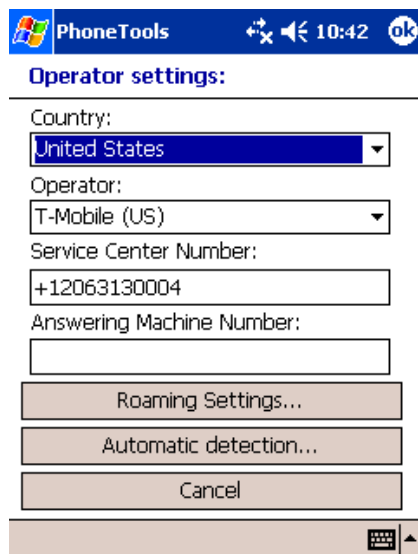 PhoneTools 10:42 ok
Operator settings:
Country:
United States
Operator:
T-Mobile (US)
Service Center Number:
+12063130004
Answering Machine Number:
Roaming Settings...
Automatic detection...
Cancel